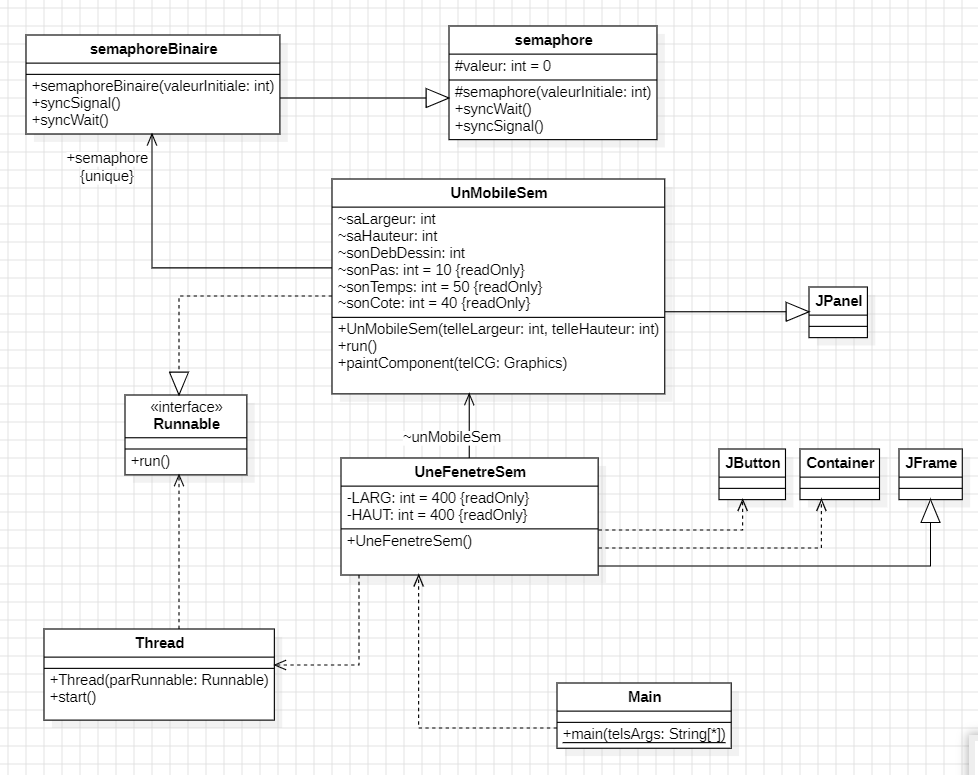 semaphoreBinaire
+semaphoreBinaire(valeurInitiale: int)
+syncSignal()
+syncWait()
semaphore
#valeur: int = 0
#semaphore(valeurInitiale: int)
+syncWait()
+syncSignal()
+semaphore
{unique}
UnMobileSem
~saLargeur: int
~saHauteur: int
~sonDebDessin: int
~sonPas: int = 10 {readOnly}
~sonTemps: int = 50 {readOnly}
~sonCote: int = 40 {readOnly}
+UnMobileSem(telleLargeur: int, telleHauteur: int)
+run()
+paintComponent(telCG: Graphics)
JPanel
«interface»
Runnable
+run()
~unMobileSem
UneFenetreSem
-LARG: int = 400 {readOnly}
-HAUT: int = 400 {readOnly}
+UneFenetreSem()
JButton
Container
JFrame
Thread
+Thread(parRunnable: Runnable)
+start()
Main
+main(telsArgs: String[*])